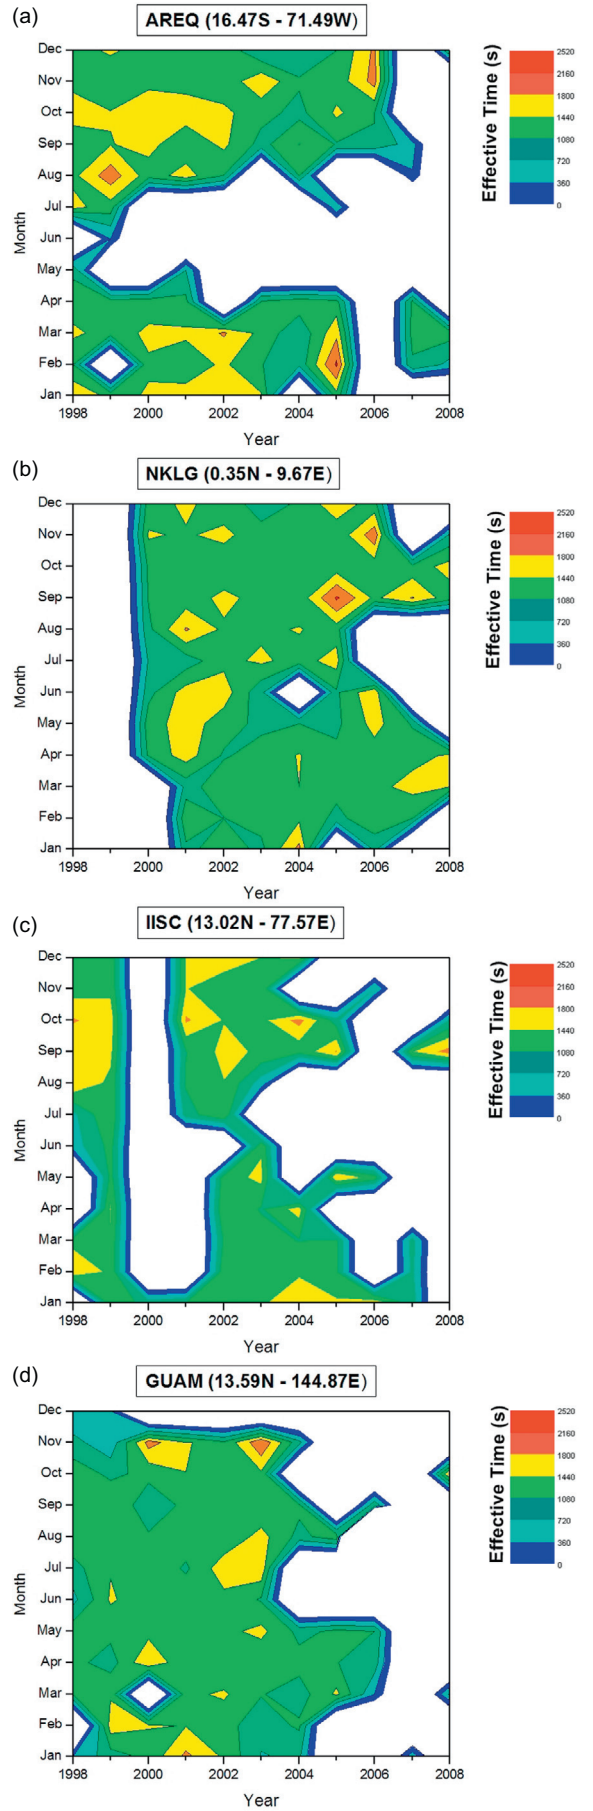 (a)
AREQ (16.47S - 71.49W)
Dec
Nov
Oct
Sep
Aug
Jul
Jun
May
Apr
Mar
Feb
Jan
Month
1998 2000 2002 2004 2006 2008
Year
Effective Time (s)
2520
2160
1800
1440
1080
720
360
0
(b)
NKLG (0.35N - 9.67E)
Dec
Nov
Oct
Sep
Aug
Jul
Jun
May
Apr
Mar
Feb
Jan
Month
1998 2000 2002 2004 2006 2008
Year
Effective Time (s)
2520
2160
1800
1440
1080
720
360
0
(c)
IISC (13.02N - 77.57E)
Dec
Nov
Oct
Sep
Aug
Jul
Jun
May
Apr
Mar
Feb
Jan
Month
1998 2000 2002 2004 2006 2008
Year
Effective Time (s)
2520
2160
1800
1440
1080
720
360
0
(d)
GUAM (13.59N - 144.87E)
Dec
Nov
Oct
Sep
Aug
Jul
Jun
May
Apr
Mar
Feb
Jan
Month
1998 2000 2002 2004 2006 2008
Year
Effective Time (s)
2520
2160
1800
1440
1080
720
360
0